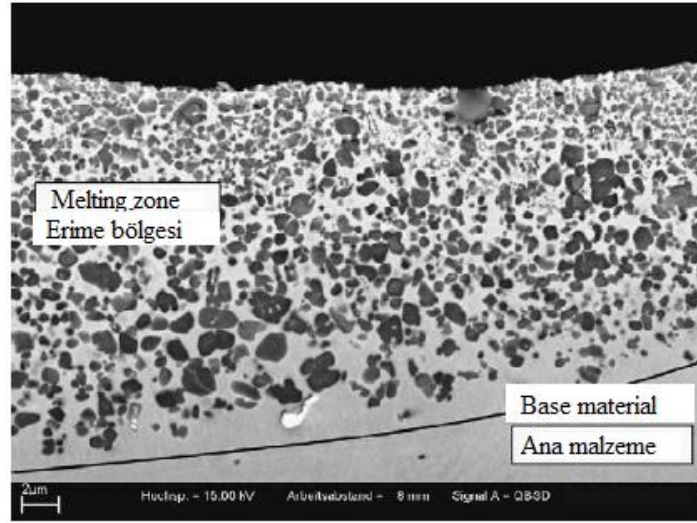 Melting zone
Erime bölgesi
Base material
Ana malzeme
2µm
Hochsp. = 15.00 kV Arbeitsabstand = 8 mm Signal A = QBSD